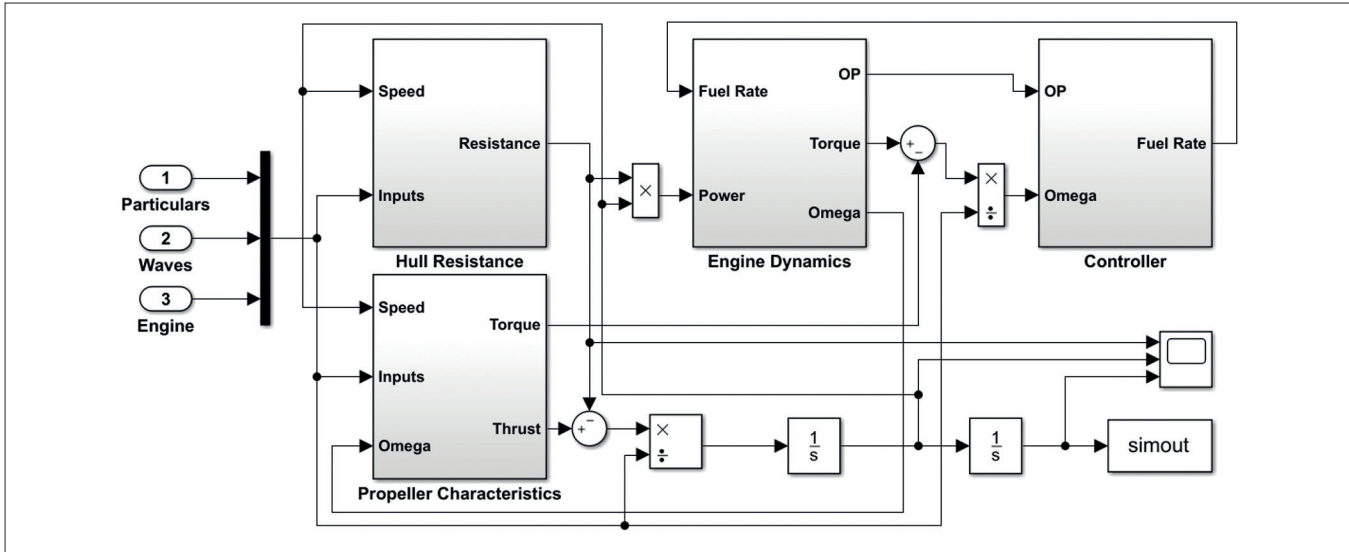 1
Particulars
2
Waves
3
Engine
Speed
Resistance
Inputs
Hull Resistance
Speed
Torque
Inputs
Thrust
Omega
Propeller Characteristics
×
Fuel Rate
OP
Torque
Power
Omega
Engine Dynamics
+
−
×
÷
OP
Fuel Rate
Omega
Controller
−
+
×
÷
1
s
1
s
simout